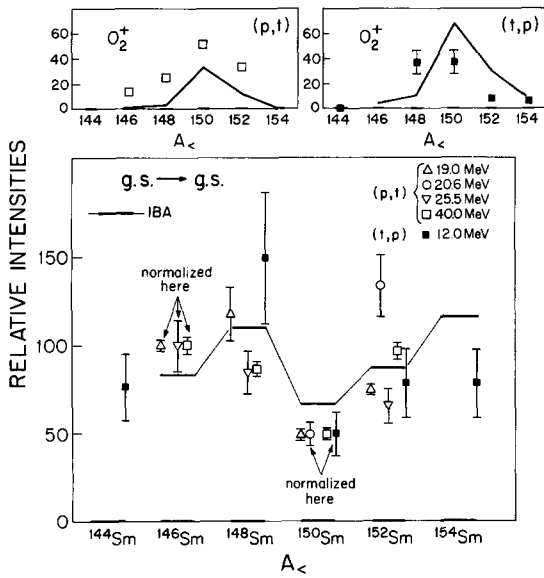 O₂⁺ (p,t)
60
40
20
0
144 146 148 150 152 154
A<
O₂⁺ (t,p)
60
40
20
0
144 146 148 150 152 154
A<
RELATIVE INTENSITIES
150
100
50
0
g.s. → g.s.
IBA
normalized
here
(p,t)
19.0 MeV
20.6 MeV
25.5 MeV
40.0 MeV
(t,p) 12.0 MeV
normalized
here
¹⁴⁴Sm ¹⁴⁶Sm ¹⁴⁸Sm ¹⁵⁰Sm ¹⁵²Sm ¹⁵⁴Sm
A<